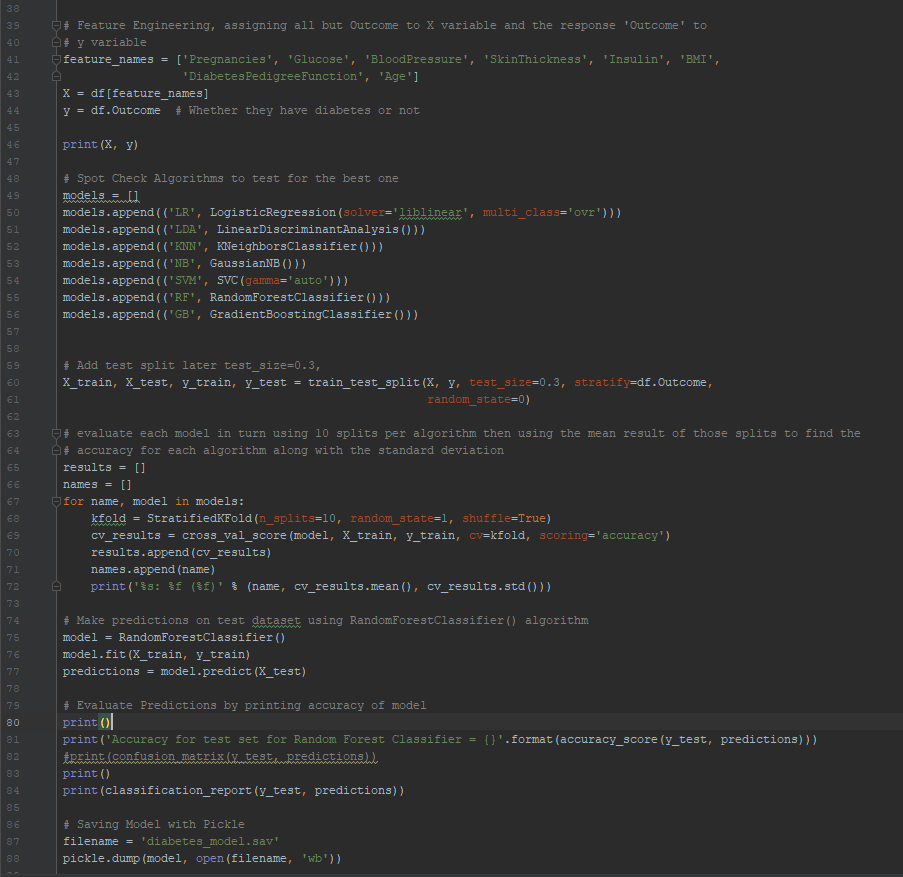 38
39 # Feature Engineering, assigning all but Outcome to X variable and the response 'Outcome' to
40 # y variable
41 feature_names = ['Pregnancies', 'Glucose', 'BloodPressure', 'SkinThickness', 'Insulin', 'BMI',
42                 'DiabetesPedigreeFunction', 'Age']
43 X = df[feature_names]
44 y = df.Outcome  # Whether they have diabetes or not
45
46 print(X, y)
47
48 # Spot Check Algorithms to test for the best one
49 models = []
50 models.append(('LR', LogisticRegression(solver='liblinear', multi_class='ovr')))
51 models.append(('LDA', LinearDiscriminantAnalysis()))
52 models.append(('KNN', KNeighborsClassifier()))
53 models.append(('NB', GaussianNB()))
54 models.append(('SVM', SVC(gamma='auto')))
55 models.append(('RF', RandomForestClassifier()))
56 models.append(('GB', GradientBoostingClassifier()))
57
58
59 # Add test split later test_size=0.3,
60 X_train, X_test, y_train, y_test = train_test_split(X, y, test_size=0.3, stratify=df.Outcome,
61                                                     random_state=0)
62
63 # evaluate each model in turn using 10 splits per algorithm then using the mean result of those splits to find the
64 # accuracy for each algorithm along with the standard deviation
65 results = []
66 names = []
67 for name, model in models:
68     kfold = StratifiedKFold(n_splits=10, random_state=1, shuffle=True)
69     cv_results = cross_val_score(model, X_train, y_train, cv=kfold, scoring='accuracy')
70     results.append(cv_results)
71     names.append(name)
72     print('%s: %f (%f)' % (name, cv_results.mean(), cv_results.std()))
73
74 # Make predictions on test dataset using RandomForestClassifier() algorithm
75 model = RandomForestClassifier()
76 model.fit(X_train, y_train)
77 predictions = model.predict(X_test)
78
79 # Evaluate Predictions by printing accuracy of model
80 print()
81 print('Accuracy for test set for Random Forest Classifier = {}'.format(accuracy_score(y_test, predictions)))
82 #print(confusion_matrix(y_test, predictions))
83 print()
84 print(classification_report(y_test, predictions))
85
86 # Saving Model with Pickle
87 filename = 'diabetes_model.sav'
88 pickle.dump(model, open(filename, 'wb'))